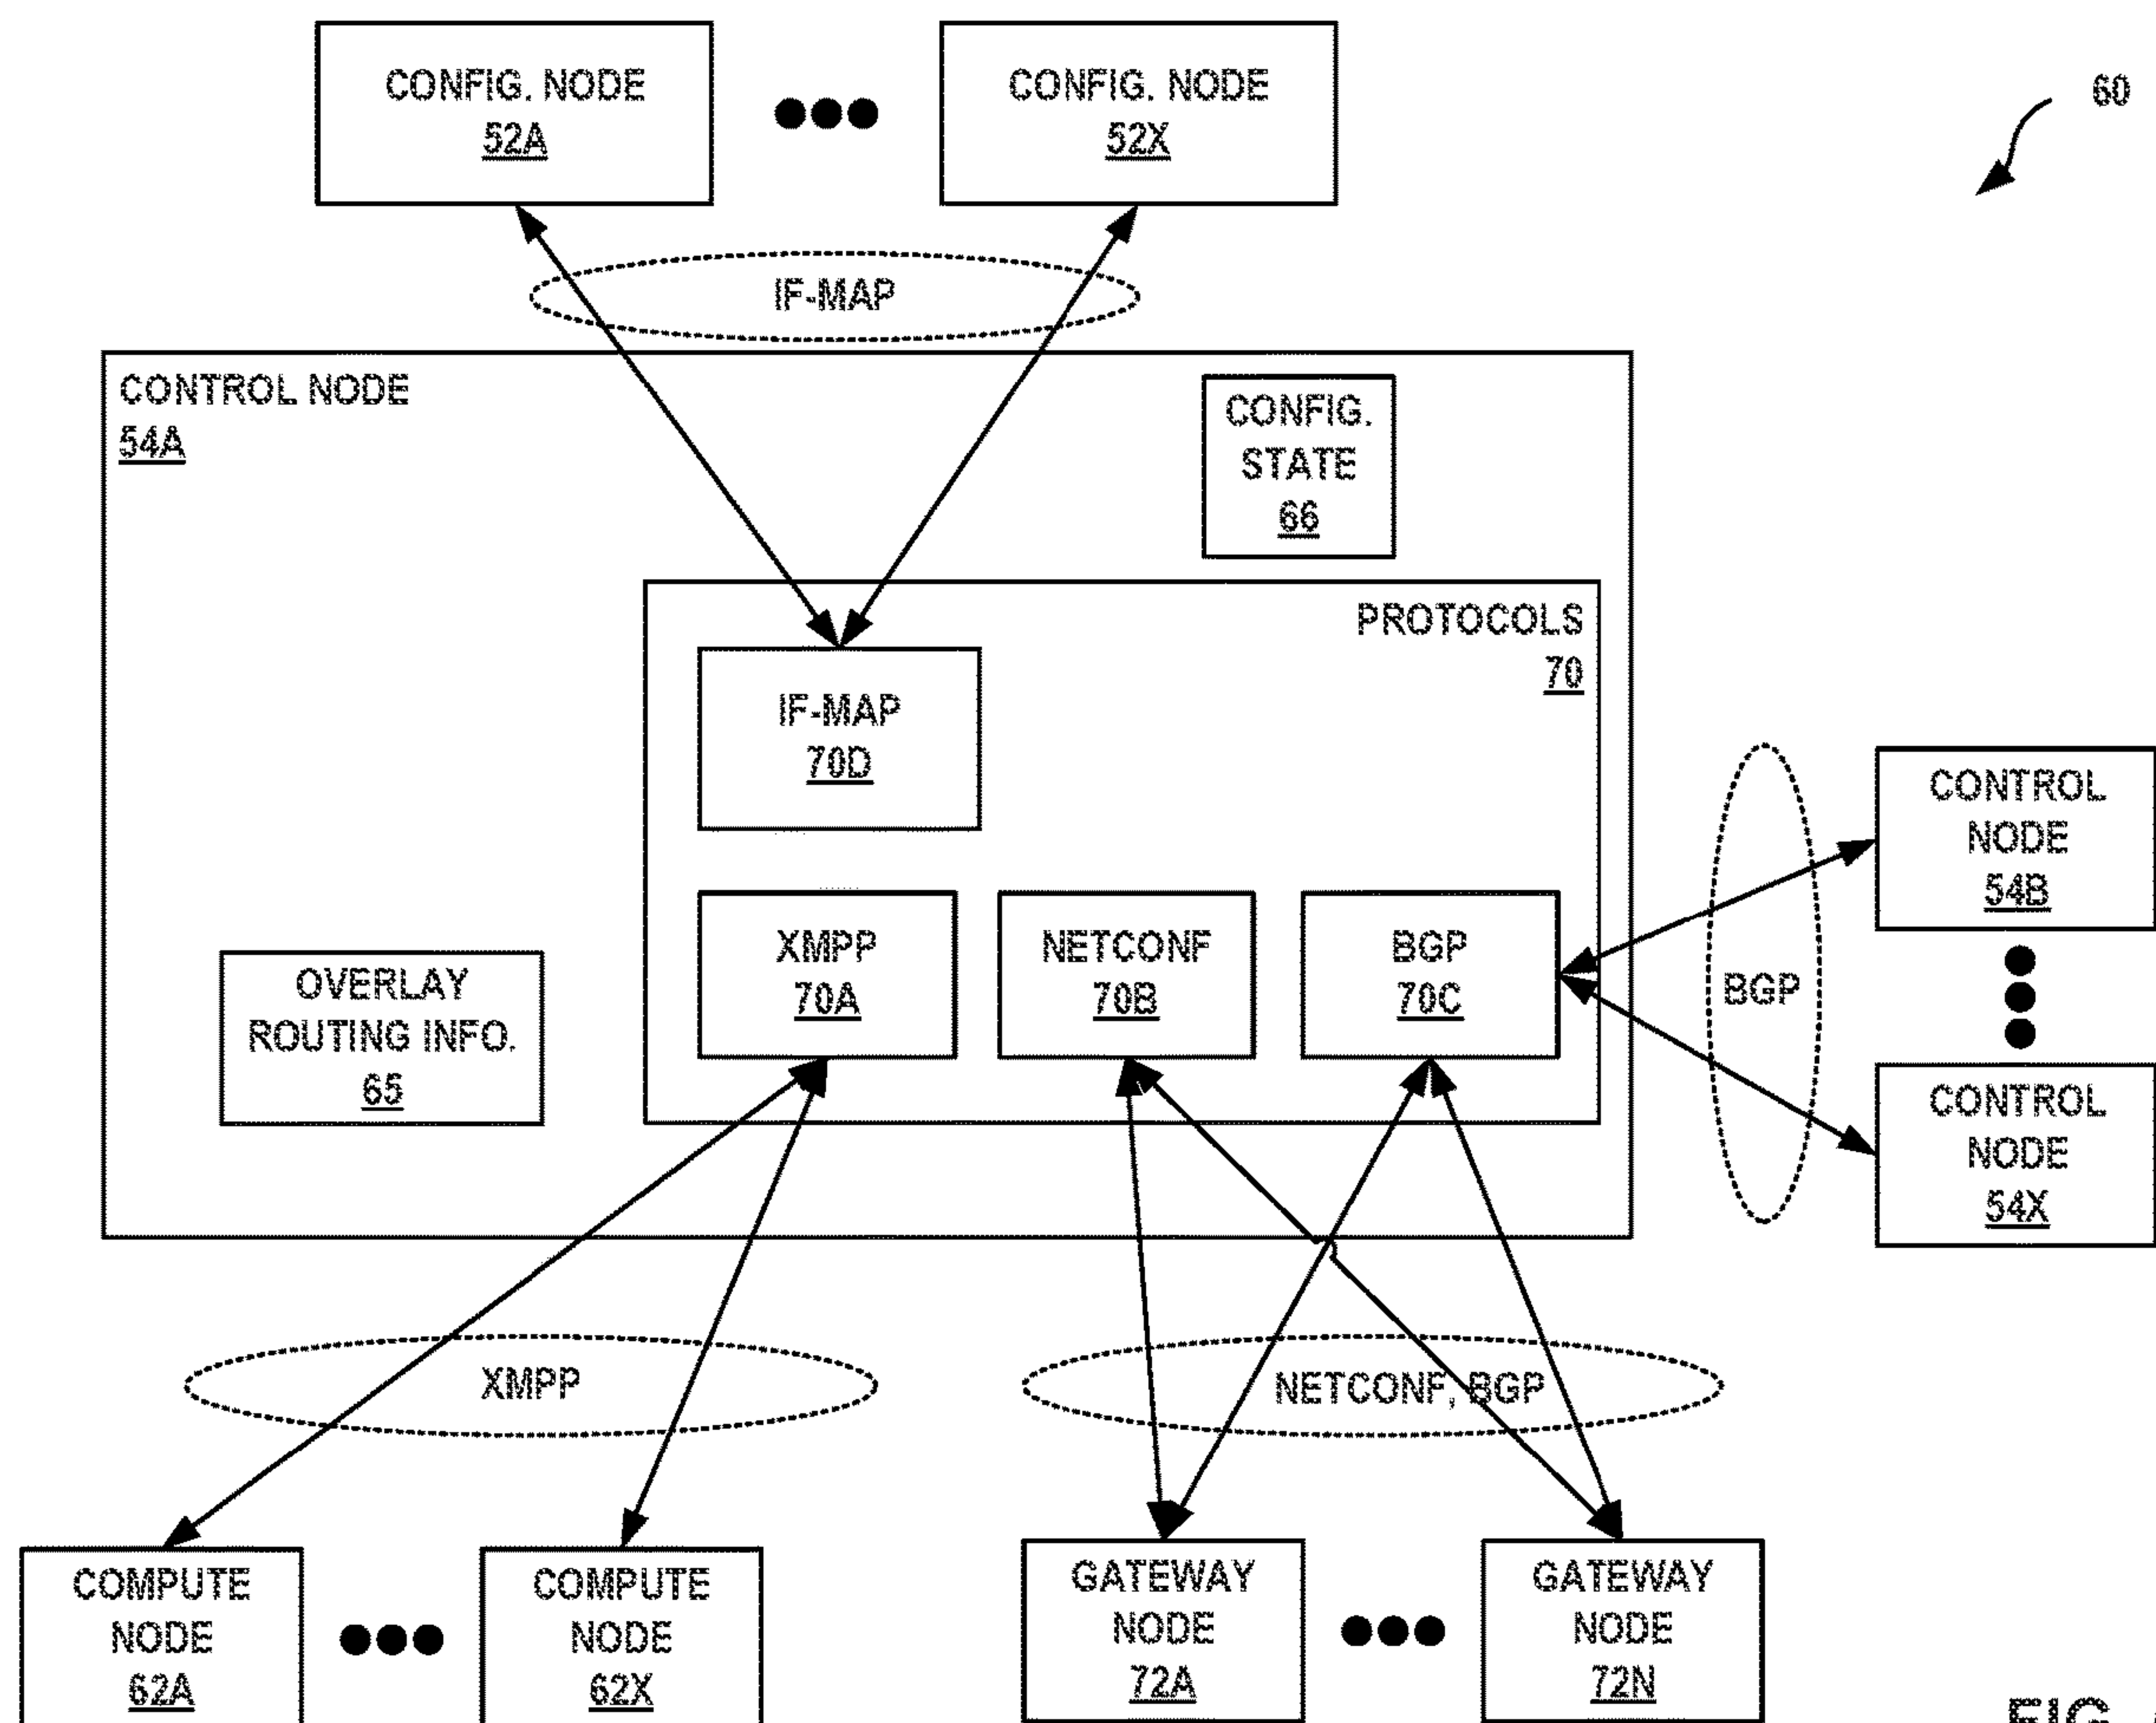 CONFIG. NODE
52A
CONFIG. NODE
52X
60
IF-MAP
CONTROL NODE
54A
CONFIG.
STATE
66
PROTOCOLS
70
IF-MAP
70D
XMPP
70A
NETCONF
70B
BGP
70C
OVERLAY
ROUTING INFO.
65
BGP
CONTROL
NODE
54B
CONTROL
NODE
54X
XMPP
NETCONF, BGP
COMPUTE
NODE
62A
COMPUTE
NODE
62X
GATEWAY
NODE
72A
GATEWAY
NODE
72N
FIG.